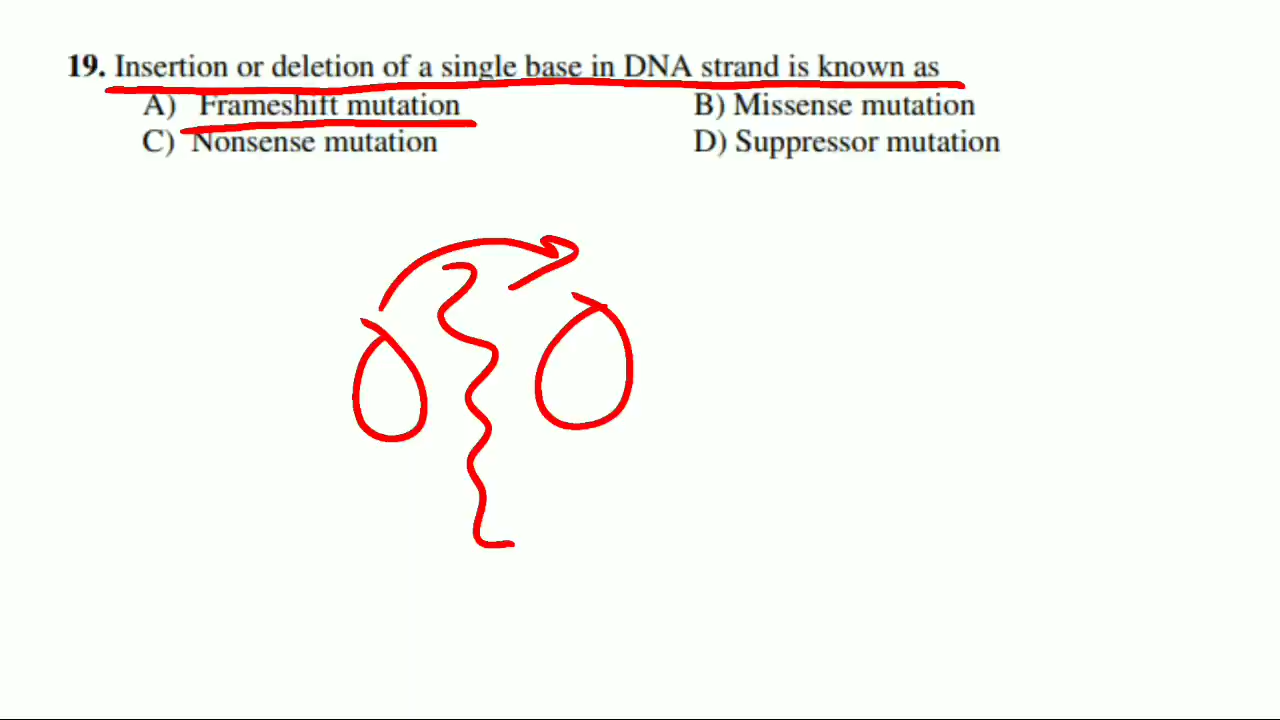 19. Insertion or deletion of a single base in DNA strand is known as
A) Frameshift mutation B) Missense mutation
C) Nonsense mutation D) Suppressor mutation